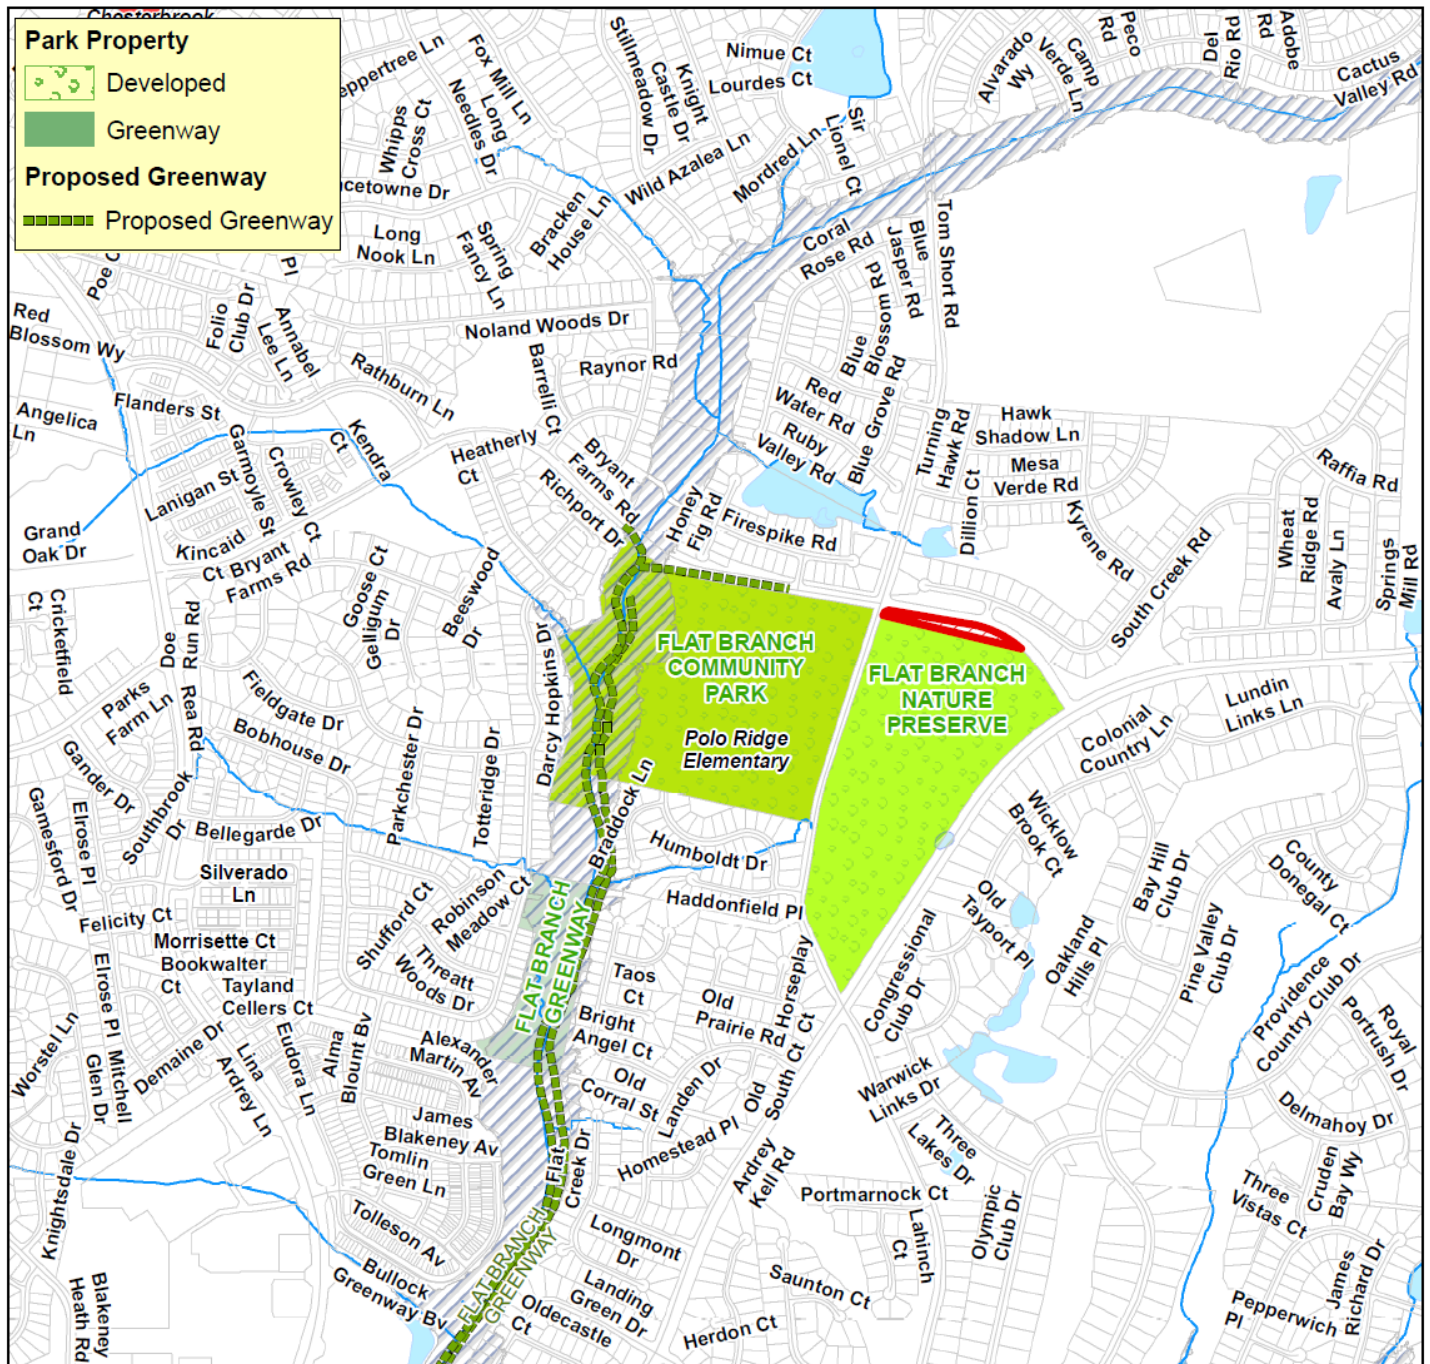 Chesterbrook
Park Property
Developed
Greenway
Proposed Greenway
Proposed Greenway
eppertree Ln
Fox Mill Ln
Long
Needles Dr
Whipps
Cross Ct
ncetowne Dr
Long
Nook Ln
Spring
Fancy Ln
Bracken
House Ln
Stillmeadow Dr
Knight
Castle Dr
Nimue Ct
Lourdes Ct
Wild Azalea Ln
Mordred Ln
Sir
Lionel Ct
Alvarado
Wy
Camp
Verde Ln
Peco
Rd
Del
Rio Rd
Adobe
Rd
Cactus
Valley Rd
Coral
Rose Rd
Blue
Jasper Rd
Tom Short Rd
Poe C
Pl
Red
Blossom Wy
Folio
Club Dr
Annabel
Lee Ln
Noland Woods Dr
Raynor Rd
Barrelli Ct
Rathburn Ln
Blue
Blossom Rd
Red
Water Rd
Ruby
Valley Rd
Blue Grove Rd
Turning
Hawk Rd
Hawk
Shadow Ln
Mesa
Verde Rd
Dillion Ct
Kyrene Rd
South Creek Rd
Raffia Rd
Wheat
Ridge Rd
Avaly Ln
Springs
Mill Rd
Angelica
Ln
Flanders St
Garmoyle St
Crowley Ct
Kendra
Ct
Lanigan St
Heatherly
Ct
Bryant
Farms Rd
Richport Dr
Honey
Fig Rd
Firespike Rd
Grand
Oak Dr
Kincaid
Ct
Bryant
Farms Rd
Goose Ct
Gelligum
Dr
Beeswood
Dr
Cricketfield
Ct
Doe
Run Rd
Darcy Hopkins Dr
FLAT BRANCH
COMMUNITY
PARK
Polo Ridge
Elementary
FLAT BRANCH
NATURE
PRESERVE
Parks
Farm Ln
Rea Rd
Fieldgate Dr
Bobhouse Dr
Parkchester Dr
Totteridge Dr
Gander Dr
Southbrook
Dr
Gamesford Dr
Elrose Pl
Bellegarde Dr
Silverado
Ln
Felicity Ct
Morrisette Ct
Bookwalter
Ct
Tayland
Cellers Ct
Shufford Ct
Robinson
Meadow Ct
Threatt
Woods Dr
Braddock Ln
Humboldt Dr
Haddonfield Pl
Colonial
Country Ln
Lundin
Links Ln
Wicklow
Brook Ct
Old
Tayport Pl
Bay Hill
Club Dr
County
Donegal Ct
Oakland
Hills Pl
Pine Valley
Club Dr
Congressional
Club Dr
Providence
Country Club Dr
Royal
Portrush Dr
FLAT BRANCH
GREENWAY
Taos
Ct
Bright
Angel Ct
Old
Prairie Rd
Horseplay
Ct
Old
South Ct
Old
Corral St
Landen Dr
Homestead Pl
Ardrey
Kell Rd
Warwick
Links Dr
Three
Lakes Dr
Delmahoy Dr
Worstel Ln
Elrose Pl
Glen Dr
Mitchell
Demaine Dr
Lina
Ardrey Ln
Eudora Ln
Alma
Blount Bv
Alexander
Martin Av
James
Blakeney Av
Tomlin
Green Ln
Knightsdale Dr
Tolleson Av
Bullock
Greenway Bv
Blakeney
Heath Rd
Flat
Creek Dr
FLAT BRANCH
GREENWAY
Longmont
Dr
Landing
Green Dr
Oldecastle
Ct
Portmarnock Ct
Lahinch
Ct
Olympic
Club Dr
Saunton Ct
Herdon Ct
Three
Vistas Ct
Cruden
Bay Wy
James
Richard Dr
Pepperwich
Pl